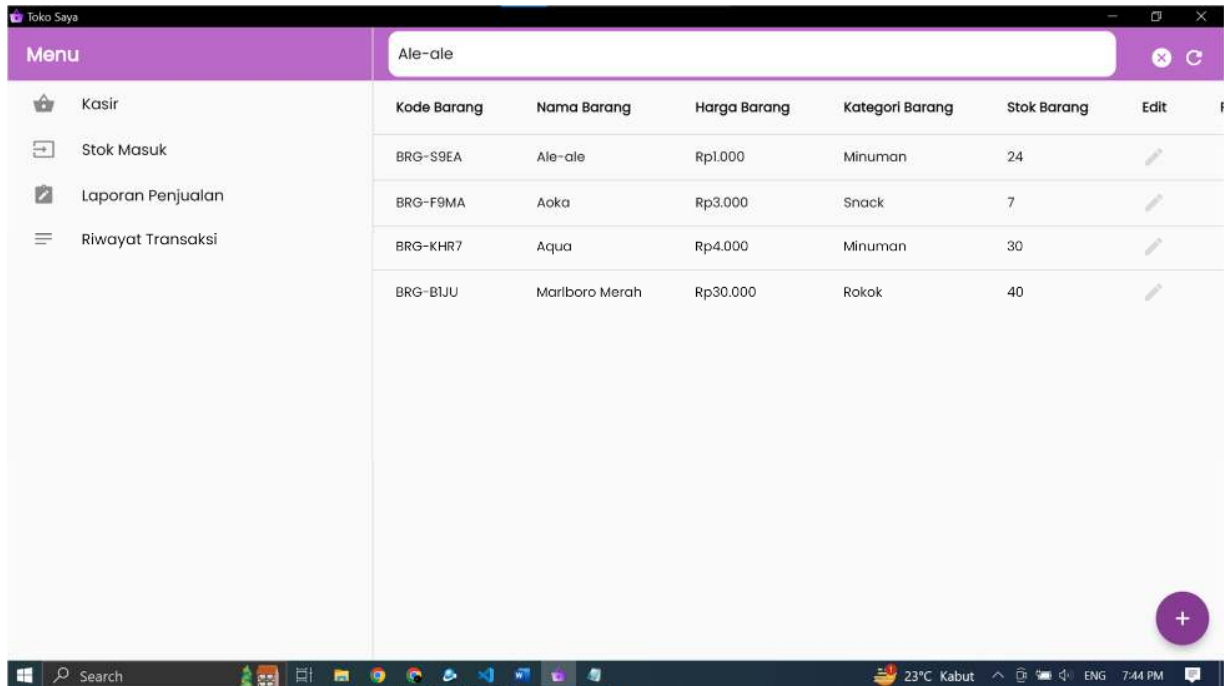 Toko Saya
Menu
Ale-ale
Kasir
Stok Masuk
Laporan Penjualan
Riwayat Transaksi
Kode Barang Nama Barang Harga Barang Kategori Barang Stok Barang Edit
BRG-S9EA Ale-ale Rp1.000 Minuman 24
BRG-F9MA Aoka Rp3.000 Snack 7
BRG-KHR7 Aqua Rp4.000 Minuman 30
BRG-B1JU Marlboro Merah Rp30.000 Rokok 40
+
Search
23°C Kabut ENG 7:44 PM